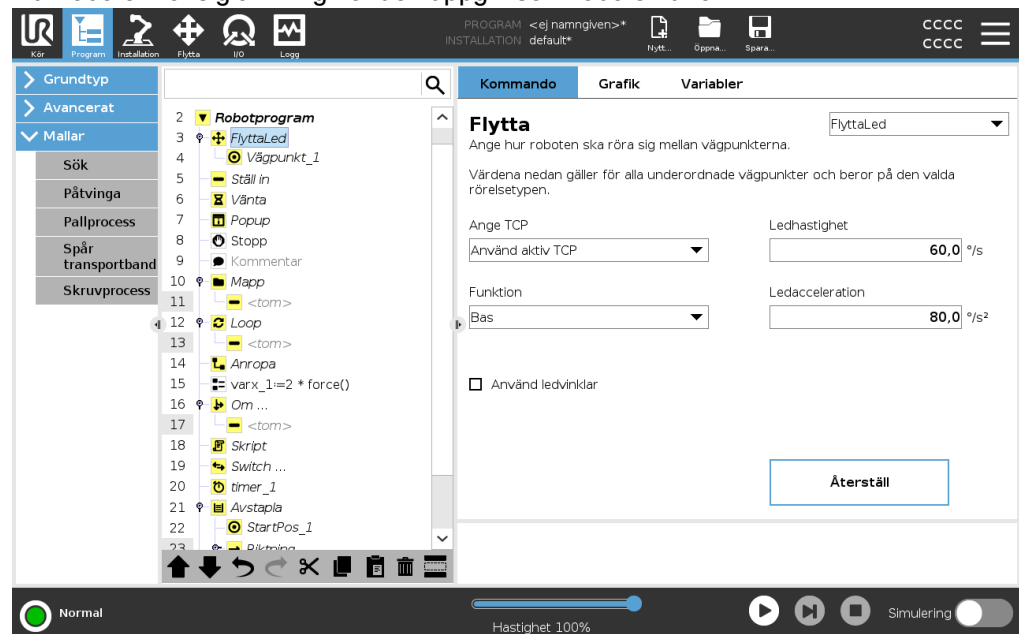 PROGRAM <ej namngiven>*
INSTALLATION default*
Kör
Program
Installation
Flytta
I/O
Logg
Nytt...
Öppna...
Spara...
CCCC
CCCC
Grundtyp
Avancerat
Mallar
Sök
Påtvinga
Pallprocess
Spår
transportband
Skruvprocess
2 Robotprogram
3 FlyttaLed
4 Vägpunkt_1
5 Ställ in
6 Vänta
7 Popup
8 Stopp
9 Kommentar
10 Mapp
11 <tom>
12 Loop
13 <tom>
14 Anropa
15 varx_1:=2 * force()
16 Om ...
17 <tom>
18 Skript
19 Switch ...
20 timer_1
21 Avstapla
22 StartPos_1
23 Riktning
Kommando
Grafik
Variabler
Flytta
FlyttaLed
Ange hur roboten ska röra sig mellan vägpunkterna.
Värdena nedan gäller för alla underordnade vägpunkter och beror på den valda
rörelsetypen.
Ange TCP
Ledhastighet
Använd aktiv TCP
60,0 °/s
Funktion
Ledacceleration
Bas
80,0 °/s²
Använd ledvinklar
Återställ
Normal
Hastighet 100%
Simulering